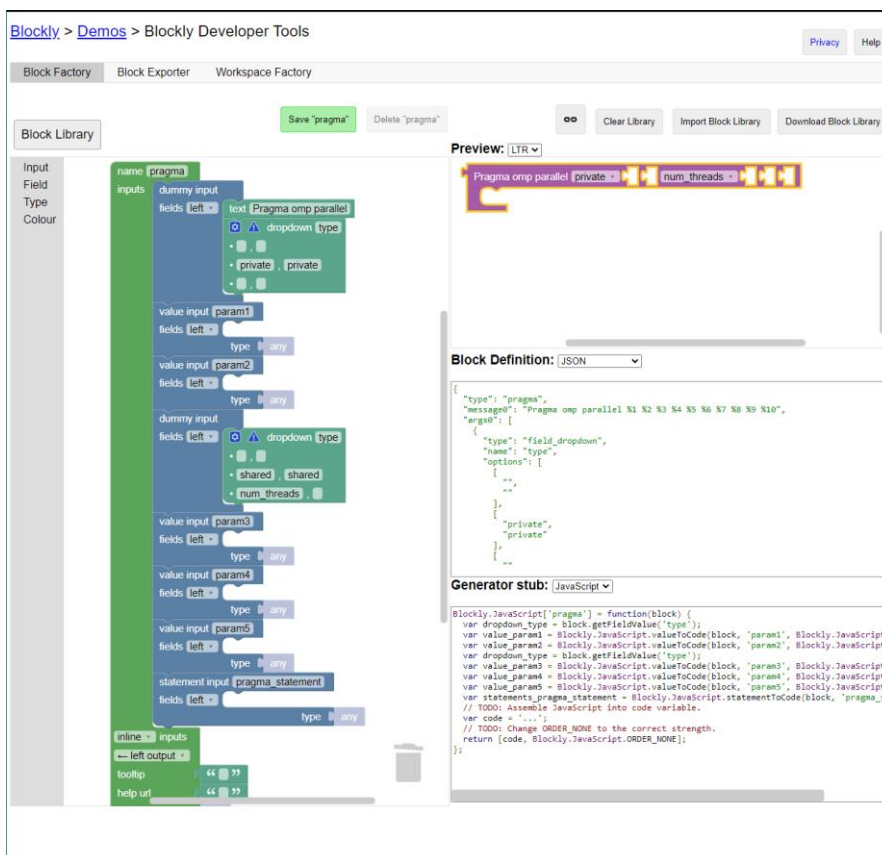 Blockly > Demos > Blockly Developer Tools
Privacy Help
Block Factory Block Exporter Workspace Factory
Block Library
Save "pragma" Delete "pragma" Clear Library Import Block Library Download Block Library
Preview: LTR
Input
Field
Type
Colour
name pragma
inputs dummy input
fields left text Pragma omp parallel
dropdown type
,
private , private
,
value input param1
fields left
type any
value input param2
fields left
type any
dummy input
fields left dropdown type
,
shared , shared
num_threads ,
value input param3
fields left
type any
value input param4
fields left
type any
value input param5
fields left
type any
statement input pragma_statement
fields left
type any
inline inputs
← left output
tooltip “ ”
help url “ ”
Pragma omp parallel private num_threads
Block Definition: JSON
{
"type": "pragma",
"message0": "Pragma omp parallel %1 %2 %3 %4 %5 %6 %7 %8 %9 %10",
"args0": [
{
"type": "field_dropdown",
"name": "type",
"options": [
[
"",
""
],
[
"private",
"private"
],
[
""
Generator stub: JavaScript
Blockly.JavaScript['pragma'] = function(block) {
var dropdown_type = block.getFieldValue('type');
var value_param1 = Blockly.JavaScript.valueToCode(block, 'param1', Blockly.JavaScript
var value_param2 = Blockly.JavaScript.valueToCode(block, 'param2', Blockly.JavaScript
var dropdown_type = block.getFieldValue('type');
var value_param3 = Blockly.JavaScript.valueToCode(block, 'param3', Blockly.JavaScript
var value_param4 = Blockly.JavaScript.valueToCode(block, 'param4', Blockly.JavaScript
var value_param5 = Blockly.JavaScript.valueToCode(block, 'param5', Blockly.JavaScript
var statements_pragma_statement = Blockly.JavaScript.statementToCode(block, 'pragma_s
// TODO: Assemble JavaScript into code variable.
var code = '...';
// TODO: Change ORDER_NONE to the correct strength.
return [code, Blockly.JavaScript.ORDER_NONE];
};